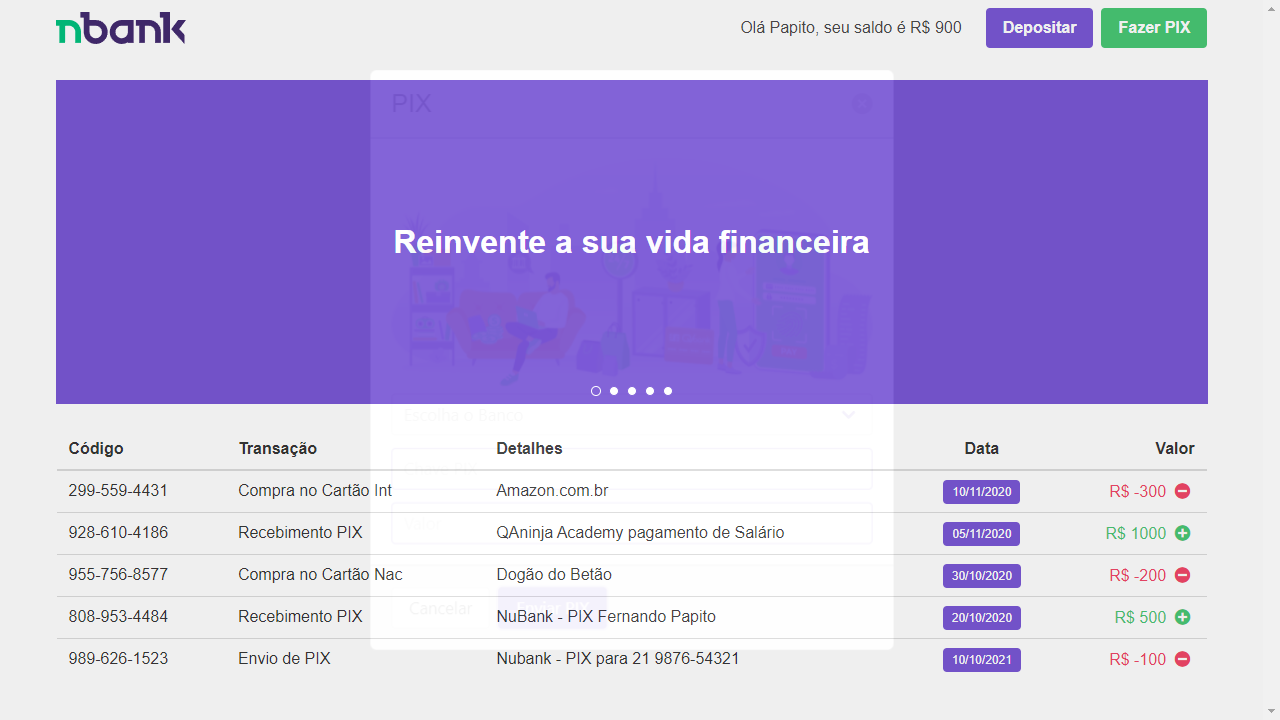 nbank
Olá Papito, seu saldo é R$ 900
Depositar
Fazer PIX
PIX
Reinvente a sua vida financeira
Escolha o Banco
Código Transação Detalhes Data Valor
299-559-4431 Compra no Cartão Int Amazon.com.br 10/11/2020 R$ -300
928-610-4186 Recebimento PIX QAninja Academy pagamento de Salário 05/11/2020 R$ 1000
955-756-8577 Compra no Cartão Nac Dogão do Betão 30/10/2020 R$ -200
808-953-4484 Recebimento PIX NuBank - PIX Fernando Papito 20/10/2020 R$ 500
Cancelar
989-626-1523 Envio de PIX Nubank - PIX para 21 9876-54321 10/10/2021 R$ -100